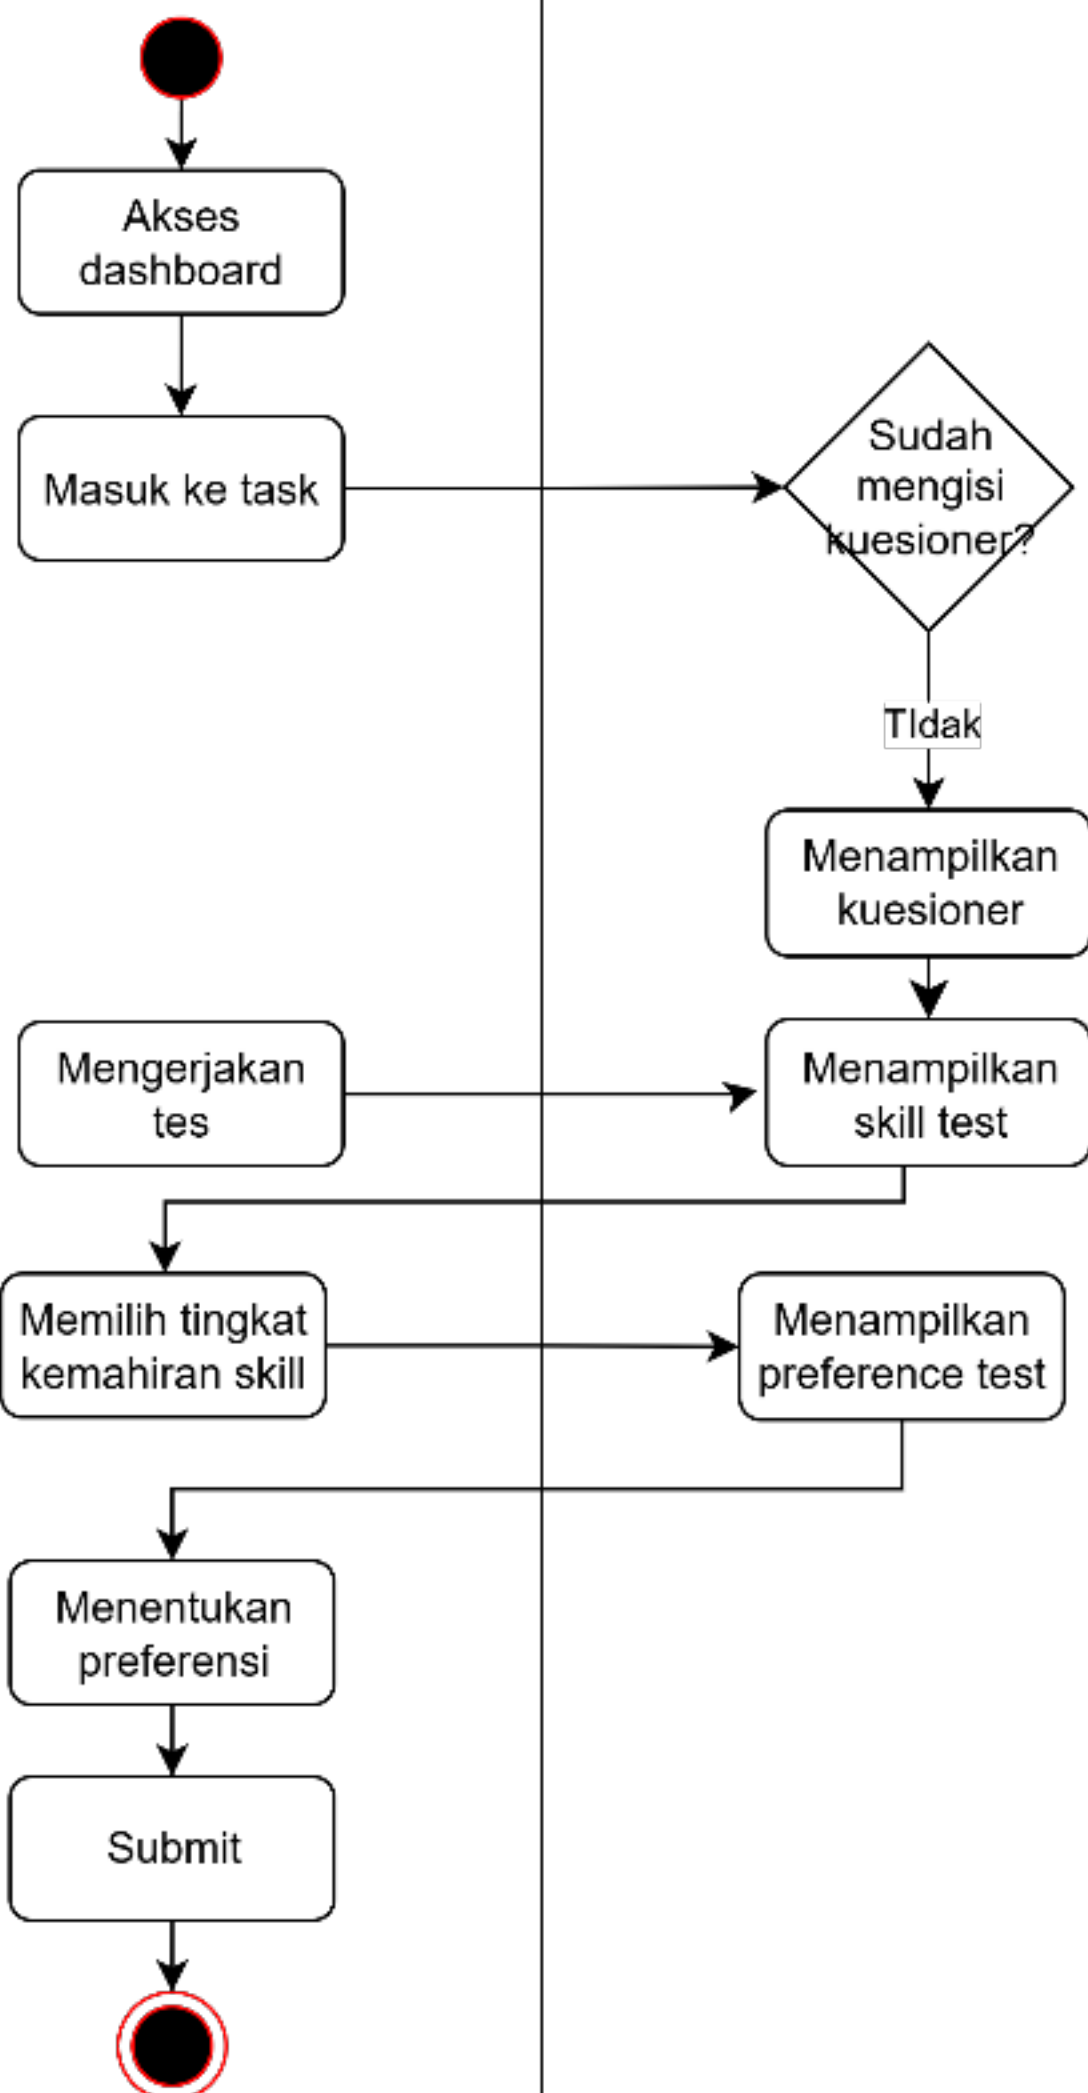 Akses
dashboard
Masuk ke task
Sudah
mengisi
kuesioner?
TIdak
Menampilkan
kuesioner
Mengerjakan
tes
Menampilkan
skill test
Memilih tingkat
kemahiran skill
Menampilkan
preference test
Menentukan
preferensi
Submit